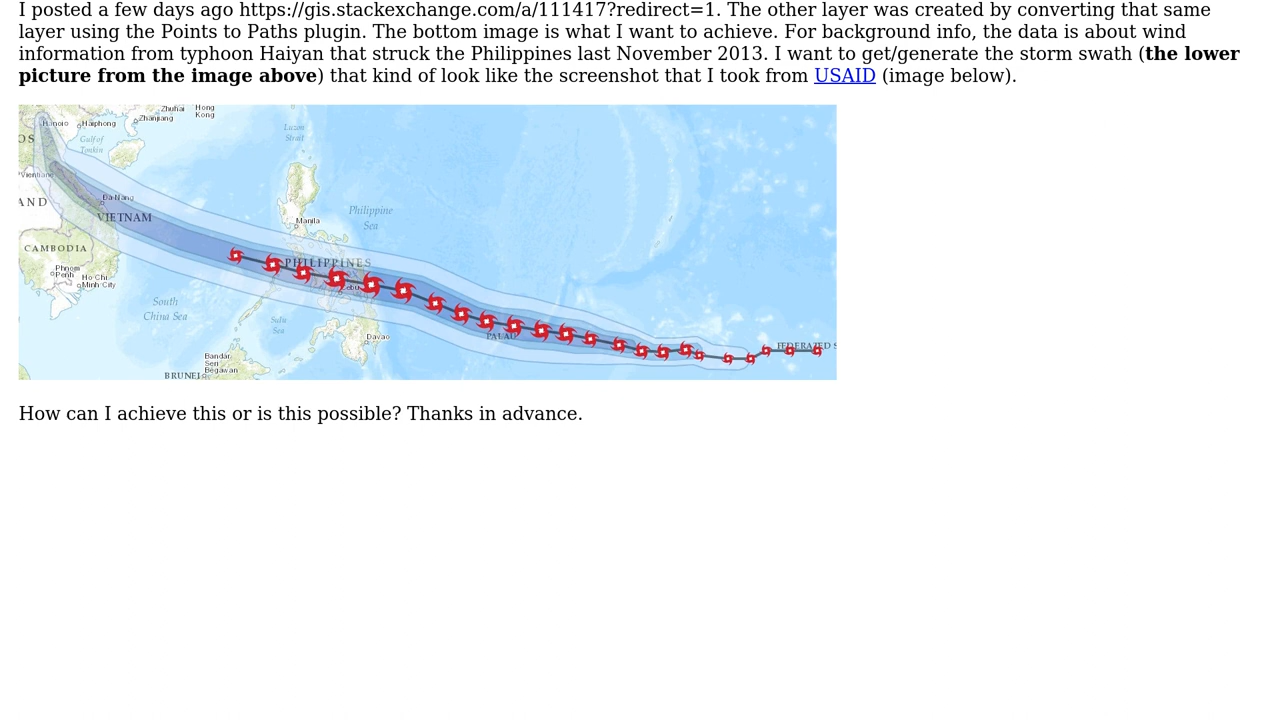 I posted a few days ago https://gis.stackexchange.com/a/111417?redirect=1. The other layer was created by converting that same
layer using the Points to Paths plugin. The bottom image is what I want to achieve. For background info, the data is about wind
information from typhoon Haiyan that struck the Philippines last November 2013. I want to get/generate the storm swath (the lower
picture from the image above) that kind of look like the screenshot that I took from USAID (image below).
Hanoio
Haiphong
Zhuhai
Zhanjiang
Hong
Kong
Gulf of
Tonkin
Luzon
Strait
OS
Vientiane
AND
Da Nang
VIETNAM
Manila
Philippine
Sea
CAMBODIA
Phnom
Penh
Ho Chi
Minh City
PHILIPPINES
ebu
South
China Sea
Sulu
Sea
Davao
PALAU
FEDERATED S
Bandar
Seri
Begawan
BRUNEI
How can I achieve this or is this possible? Thanks in advance.